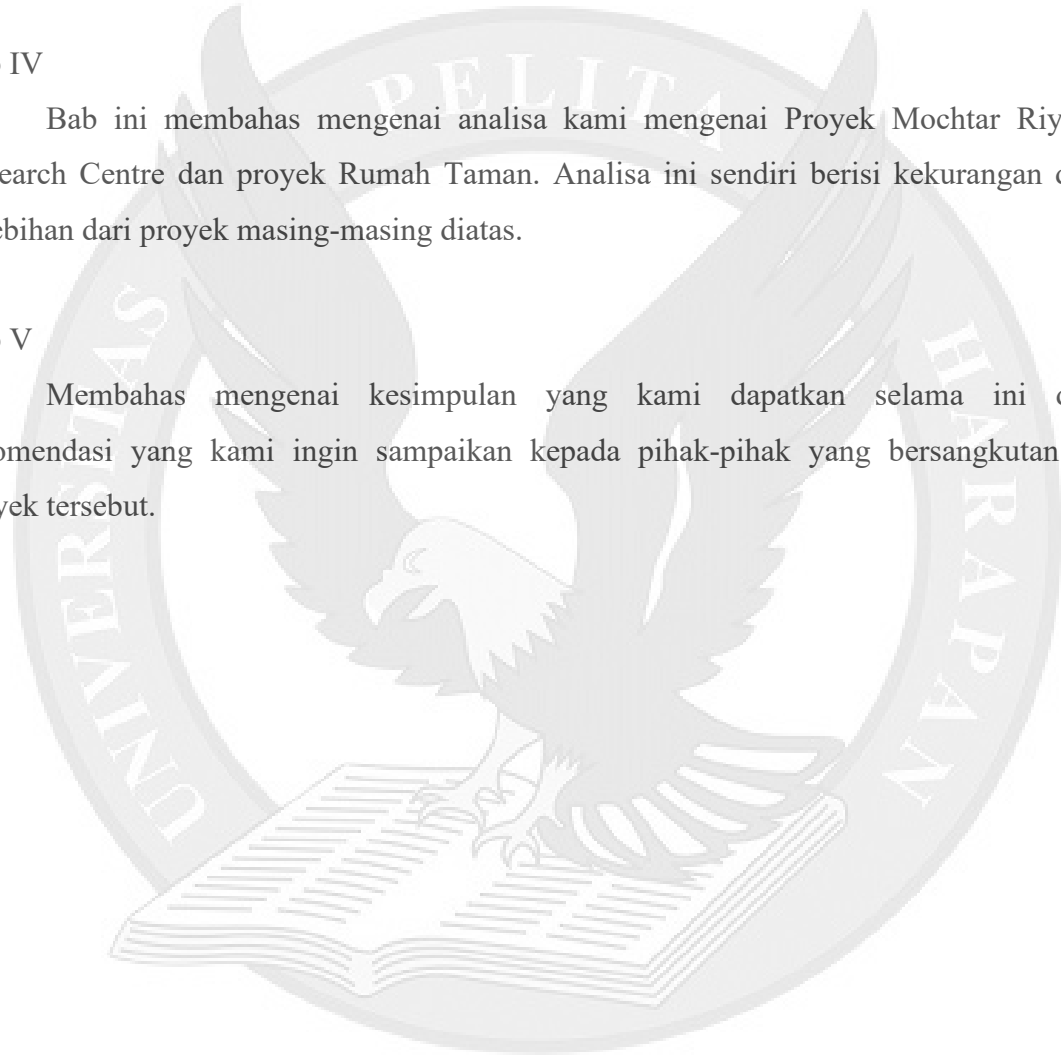 IV
Bab ini membahas mengenai analisa kami mengenai Proyek Mochtar Riy
earch Centre dan proyek Rumah Taman. Analisa ini sendiri berisi kekurangan d
ebihan dari proyek masing-masing diatas.
V
Membahas mengenai kesimpulan yang kami dapatkan selama ini d
omendasi yang kami ingin sampaikan kepada pihak-pihak yang bersangkutan
yek tersebut.
UNIVERSITAS PELITA HARAPAN